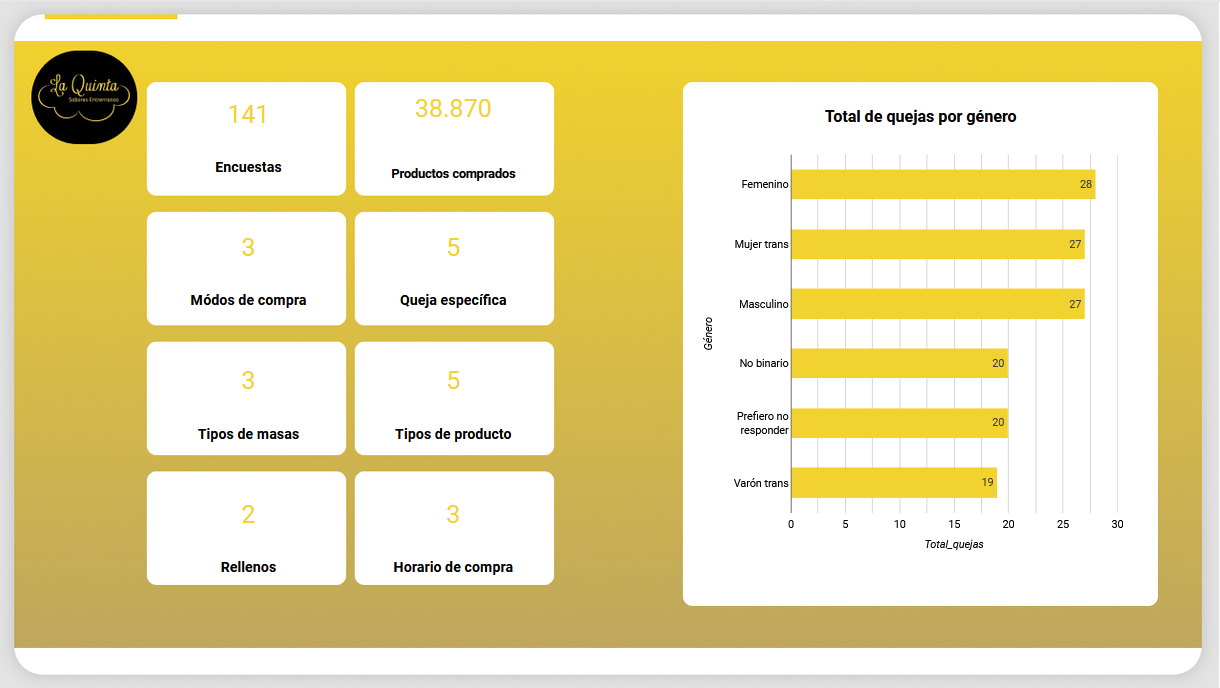 La Quinta
Sabores Entrerrianos
141
Encuestas
38.870
Productos comprados
3
Módos de compra
5
Queja específica
3
Tipos de masas
5
Tipos de producto
2
Rellenos
3
Horario de compra
Total de quejas por género
Género
Femenino
28
Mujer trans
27
Masculino
27
No binario
20
Prefiero no
responder
20
Varón trans
19
0 5 10 15 20 25 30
Total_quejas